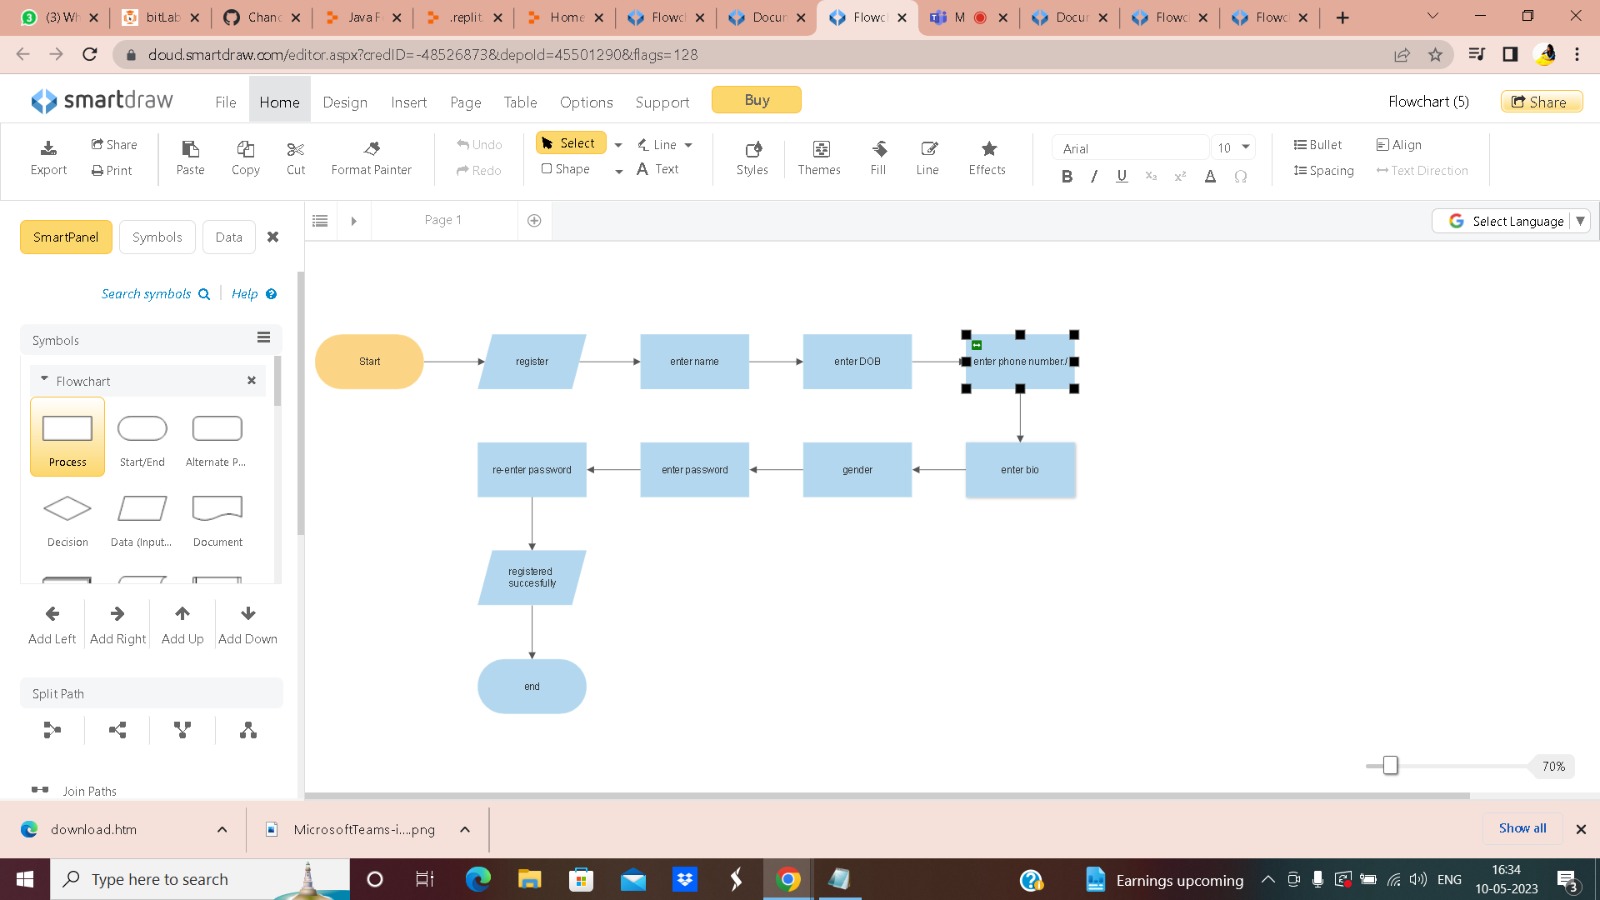 (3) Wh
bitLab
Chanc
Java F
.replit.
Home
Flowcl
Docum
Flowcl
M
Docur
Flowc
Flowc
cloud.smartdraw.com/editor.aspx?credID=-48526873&depoId=45501290&flags=128
smartdraw
File
Home
Design
Insert
Page
Table
Options
Support
Buy
Flowchart (5)
Share
Export
Share
Print
Paste
Copy
Cut
Format Painter
Undo
Redo
Select
Shape
Line
A Text
Styles
Themes
Fill
Line
Effects
Arial
10
B I U x₂ x² A Ω
Bullet
Spacing
Align
Text Direction
SmartPanel
Symbols
Data
Page 1
G Select Language
Search symbols
Help
Symbols
Flowchart
Process
Start/End
Alternate P...
Decision
Data (Input...
Document
Add Left
Add Right
Add Up
Add Down
Split Path
Join Paths
Start
register
enter name
enter DOB
enter phone number./
re-enter password
enter password
gender
enter bio
registered
succesfully
end
70%
download.htm
MicrosoftTeams-i....png
Show all
Type here to search
Earnings upcoming
ENG
16:34
10-05-2023
3